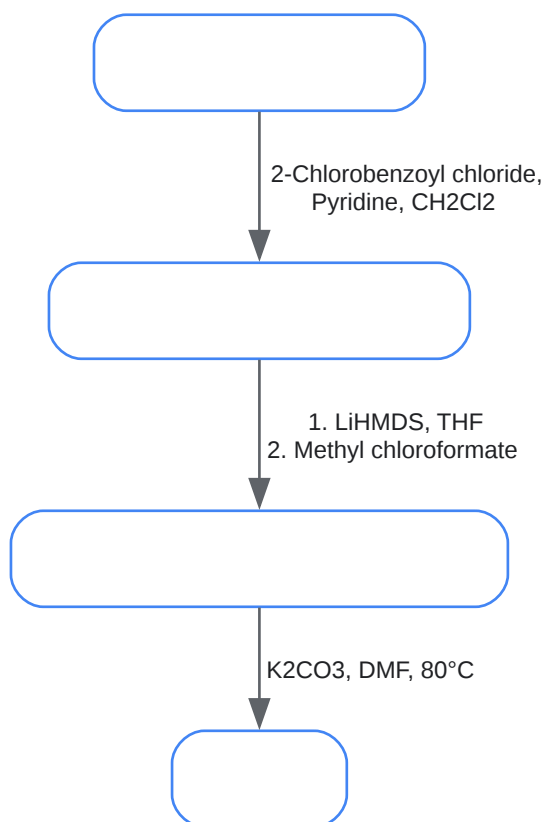 2-Chlorobenzoyl chloride,
Pyridine, CH2Cl2
1. LiHMDS, THF
2. Methyl chloroformate
K2CO3, DMF, 80°C